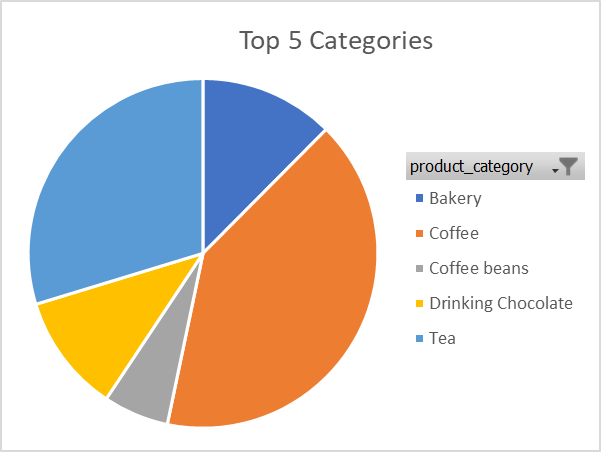 Top 5 Categories
product_category
Bakery
Coffee
Coffee beans
Drinking Chocolate
Tea